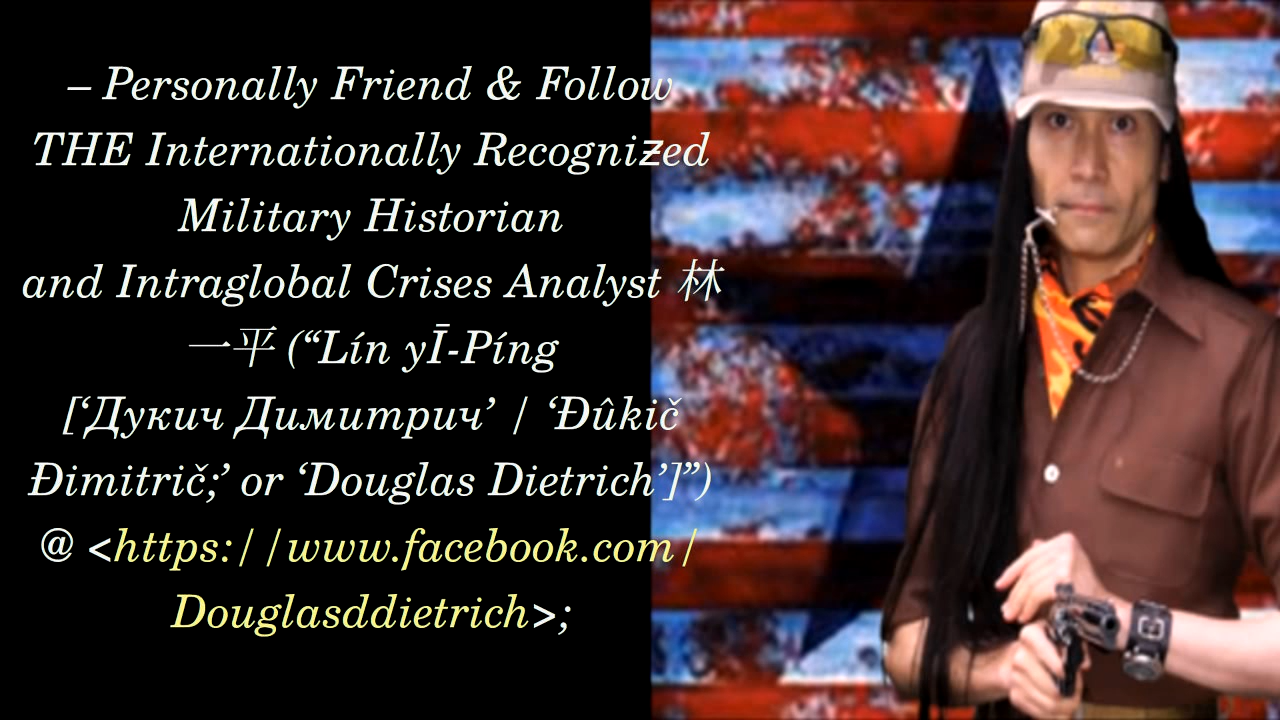 – Personally Friend & Follow
THE Internationally Recogniƶed
Military Historian
and Intraglobal Crises Analyst 林
一平 (“Lín yĪ-Píng
[‘Дукич Димитрич’ / ‘Đûkič
Đimitrič;’ or ‘Douglas Dietrich’]”)
@ <https://www.facebook.com/
Douglasddietrich>;